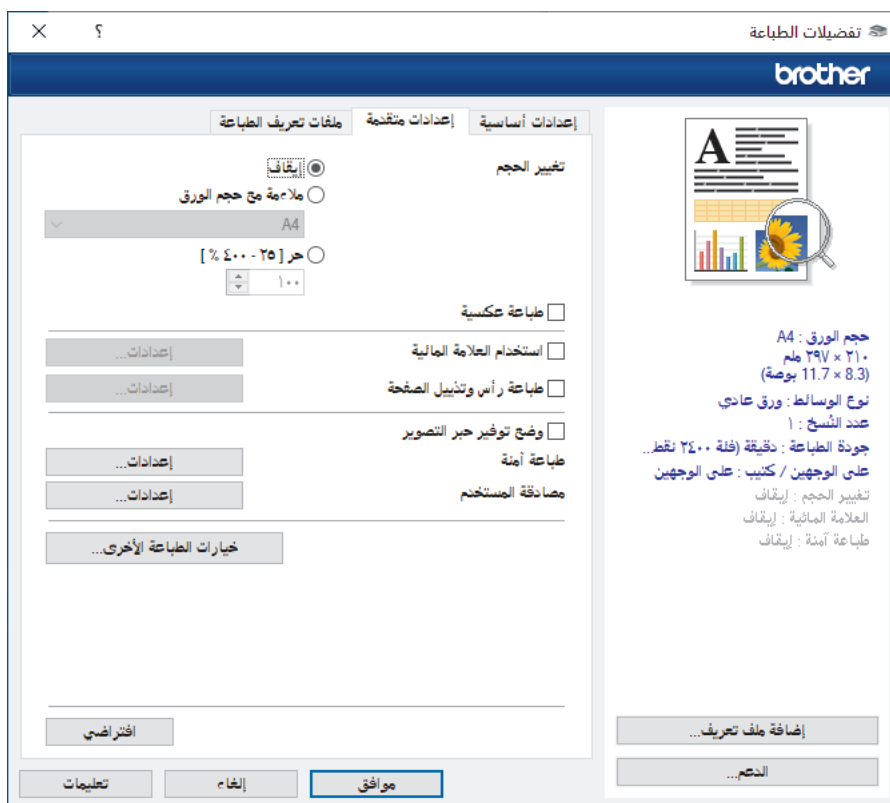 تفضيلات الطباعة
؟
brother
إعدادات أساسية
إعدادات متقدمة
ملفات تعريف الطباعة
A
حجم الورق : A4
٢١٠ × ٢٩٧ ملم
(8.3 × 11.7 بوصة)
نوع الوسائط : ورق عادي
عدد النُسخ : ١
جودة الطباعة : دقيقة (فئة ٢٤٠٠ نقط...
على الوجهين / كتيب : على الوجهين
تغيير الحجم : إيقاف
العلامة المائية : إيقاف
طباعة آمنة : إيقاف
إضافة ملف تعريف...
الدعم...
تغيير الحجم
إيقاف
ملاءمة مع حجم الورق
A4
حر [ ٢٥ - ٤٠٠ % ]
١٠٠
طباعة عكسية
استخدام العلامة المائية
إعدادات...
طباعة رأس وتذييل الصفحة
إعدادات...
وضع توفير حبر التصوير
طباعة آمنة
إعدادات...
مصادقة المستخدم
إعدادات...
خيارات الطباعة الأخرى...
افتراضي
موافق
إلغاء
تعليمات